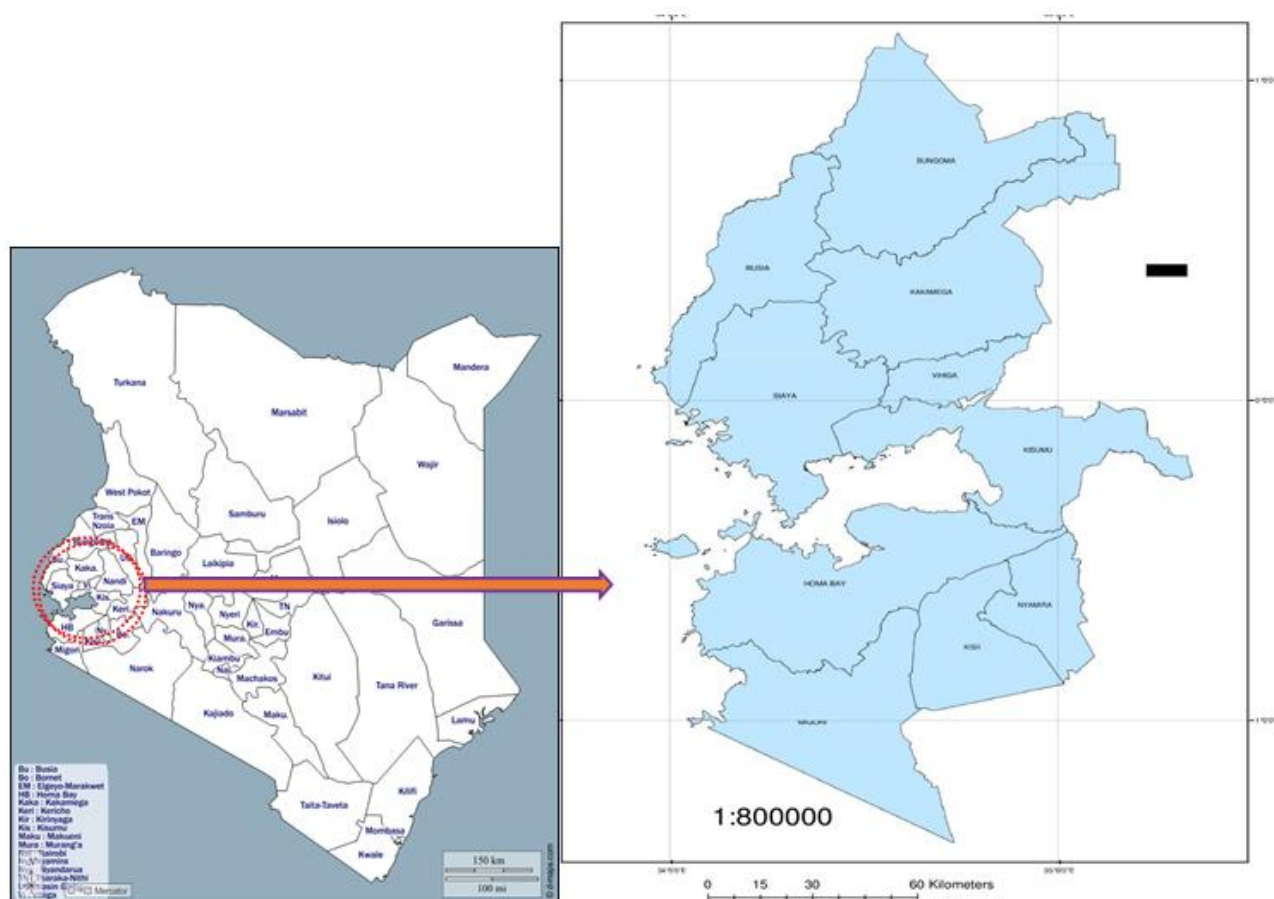 Turkana
Marsabit
Mandera
Wajir
West Pokot
Samburu
Isiolo
Trans
Nzoia
EM
Baringo
Laikipia
Kaka.
Siaya
Nandi
Kis.
Keri.
HB
Migori
Nakuru
Nya.
Nyeri
Kir.
TN
Embu
Mura.
Garissa
Narok
Kiambu
Nai.
Machakos
Kitui
Tana River
Kajiado
Maku.
Lamu
Taita-Taveta
Kilifi
Mombasa
Kwale
Bu : Busia
Bo : Bomet
EM : Elgeyo-Marakwet
HB : Homa Bay
Kaka : Kakamega
Keri : Kericho
Kir : Kirinyaga
Kis : Kisumu
Maku : Makueni
Mura : Murang'a
Mercator
150 km
100 mi
© d-maps.com
BUNGOMA
BUSIA
KAKAMEGA
VIHIGA
SIAYA
KISUMU
HOMA BAY
NYAMIRA
KISII
1:800000
0 15 30 60 Kilometers